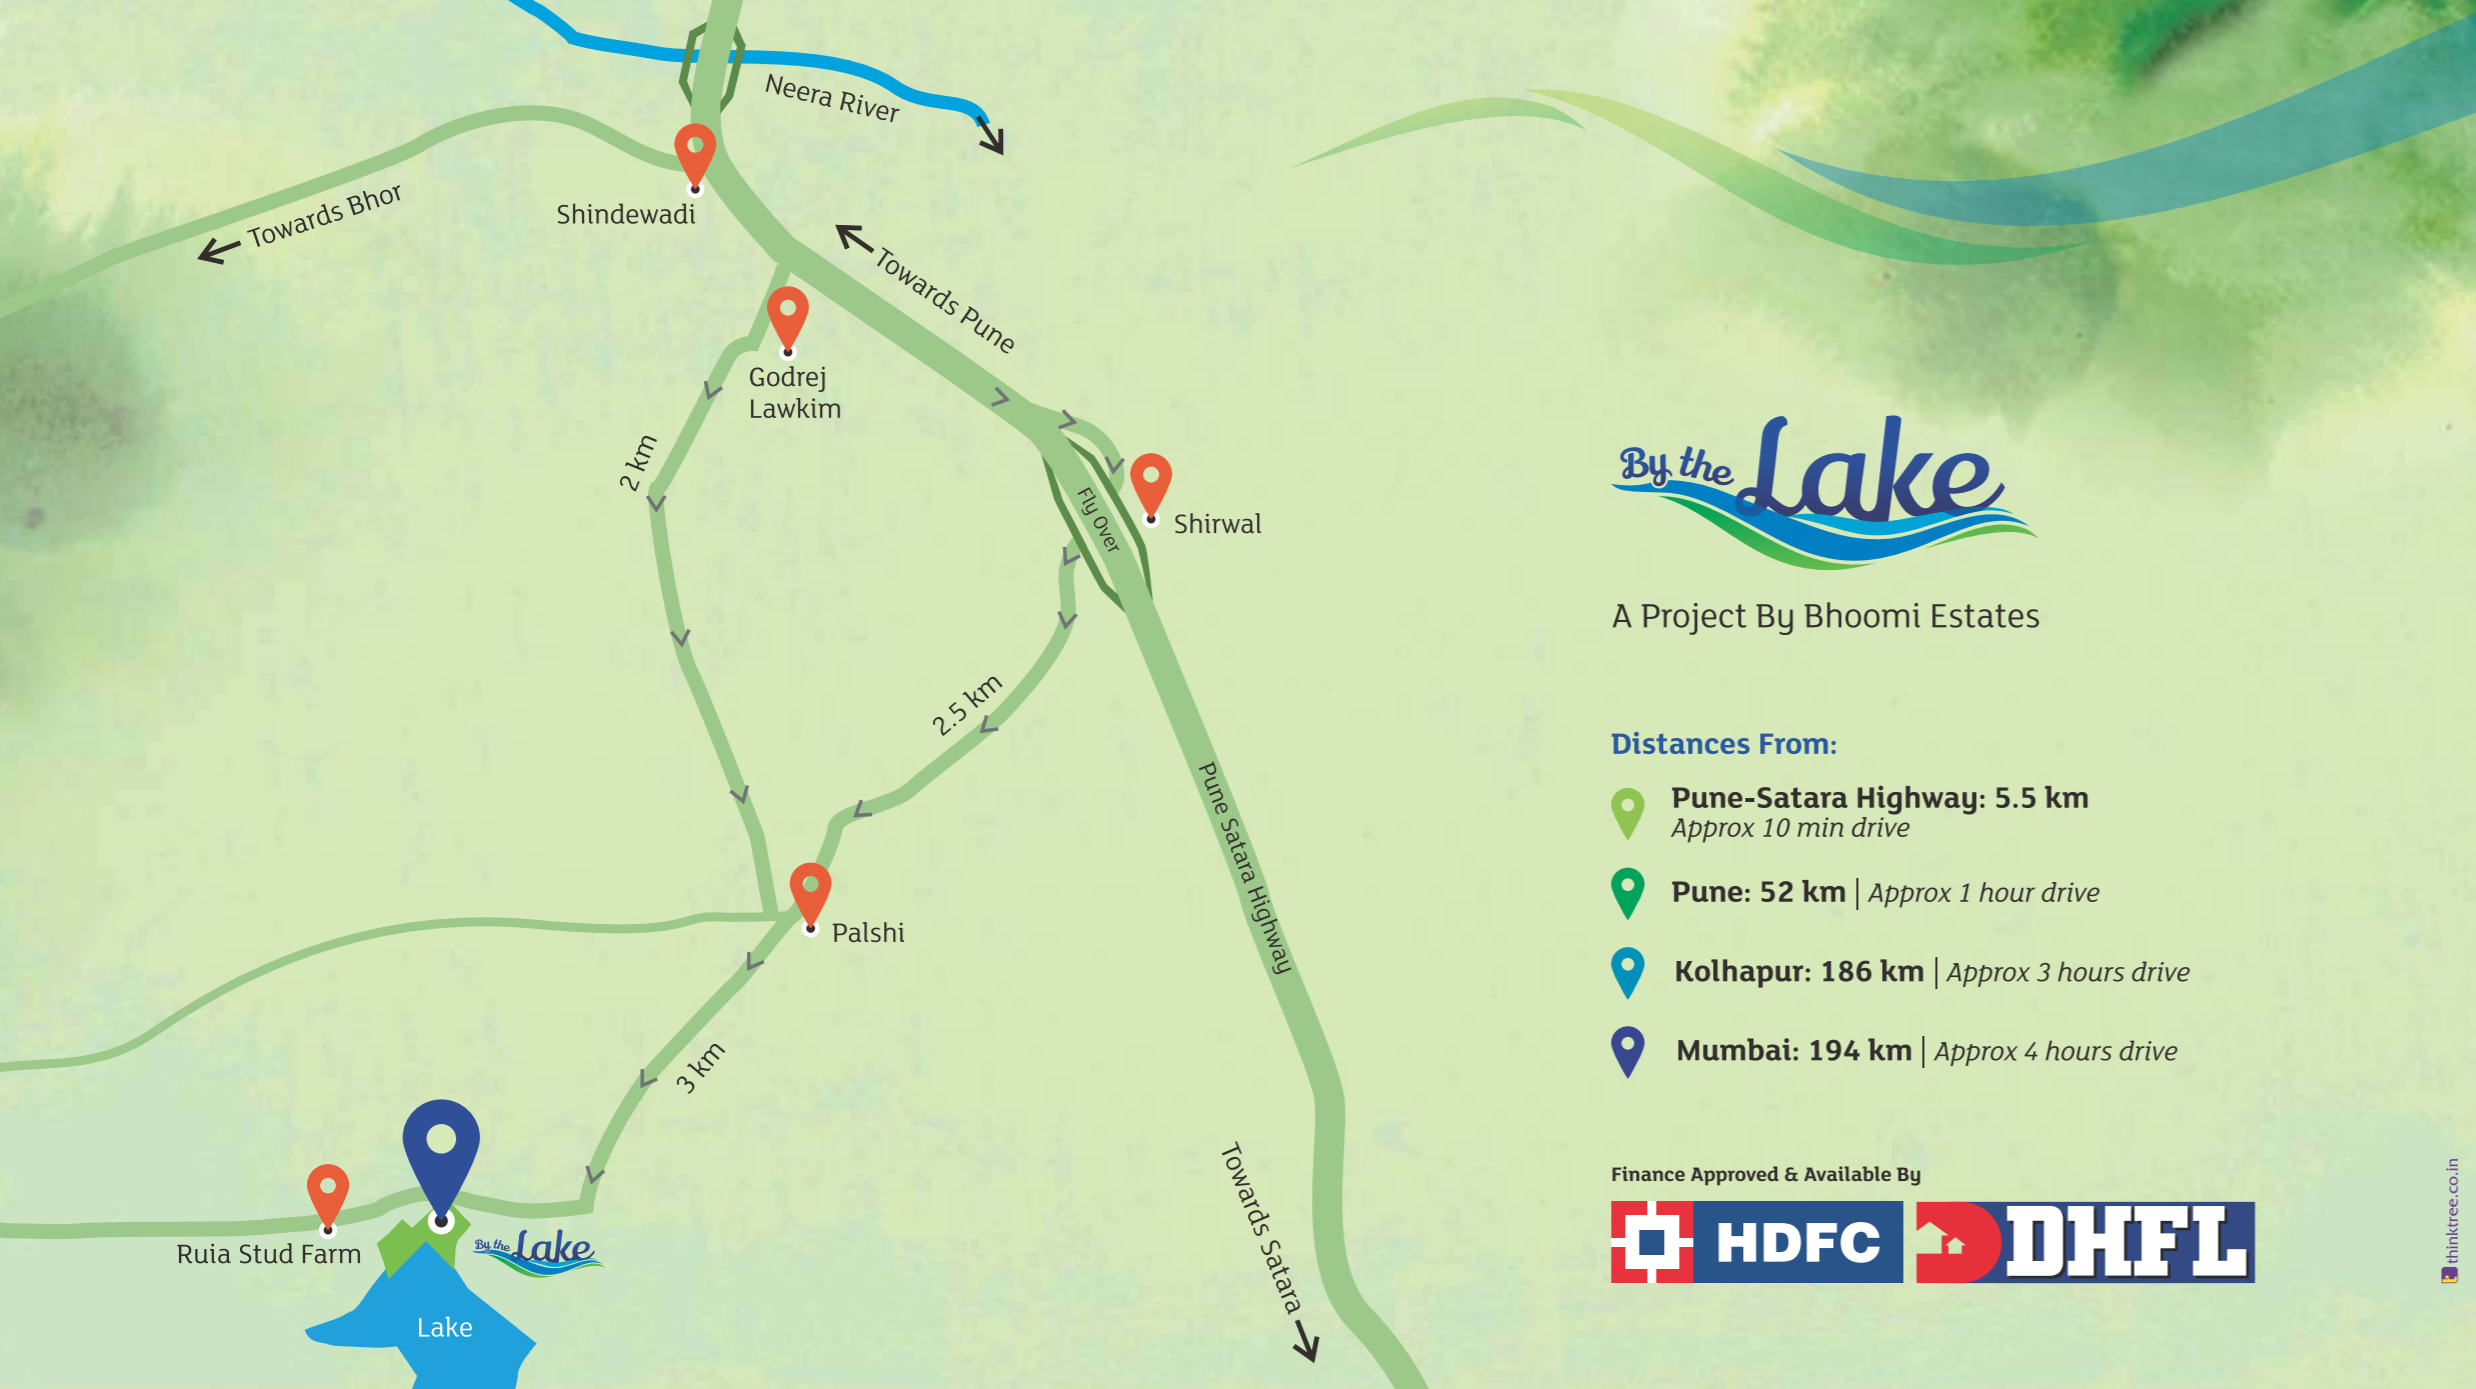 Neera River
Towards Bhor
Shindewadi
Towards Pune
Godrej
Lawkim
2 km
Fly Over
Shirwal
2.5 km
Pune Satara Highway
Palshi
3 km
Towards Satara
Ruia Stud Farm
By the Lake
Lake
By the Lake
A Project By Bhoomi Estates
Distances From:
Pune-Satara Highway: 5.5 km
Approx 10 min drive
Pune: 52 km | Approx 1 hour drive
Kolhapur: 186 km | Approx 3 hours drive
Mumbai: 194 km | Approx 4 hours drive
Finance Approved & Available By
HDFC DHFL
thinktree.co.in